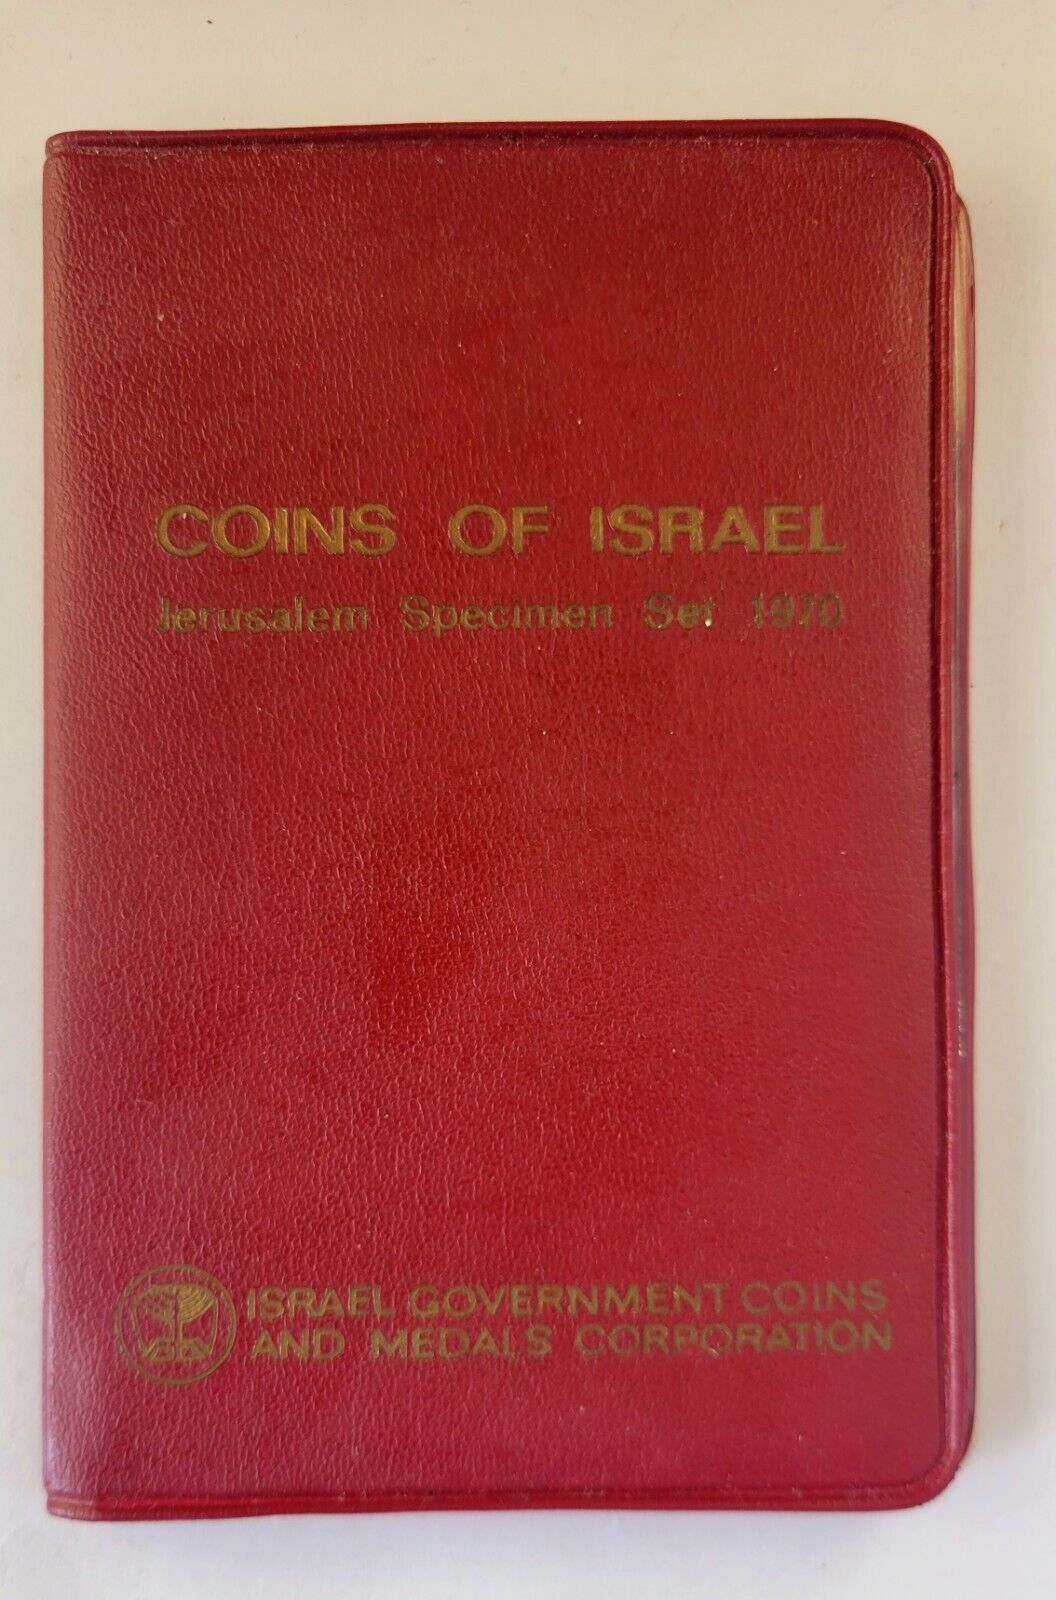 COINS OF ISRAEL
Jerusalem Specimen Set 1970
ISRAEL GOVERNMENT COINS
AND MEDALS CORPORATION